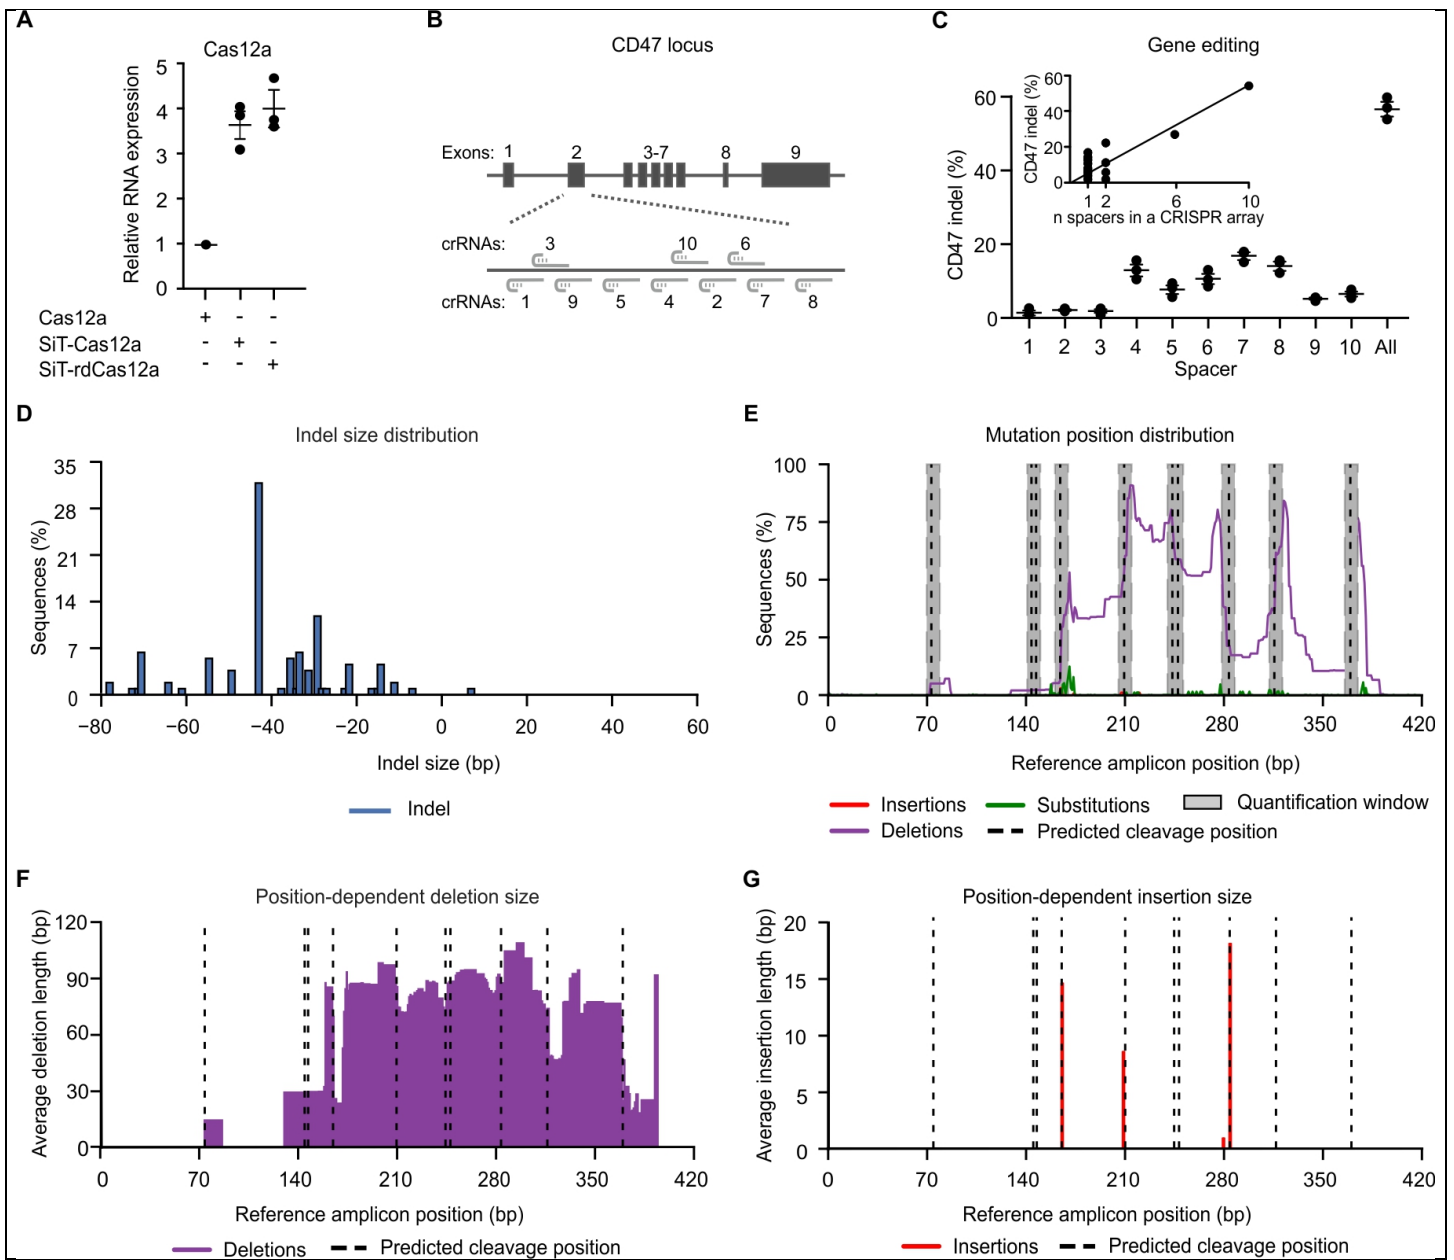 A
Cas12a
Relative RNA expression
5
4
3
2
1
0
Cas12a + - -
SiT-Cas12a - + -
SiT-rdCas12a - - +
B
CD47 locus
Exons: 1 2 3-7 8 9
crRNAs: 3 10 6
crRNAs: 1 9 5 4 2 7 8
C
Gene editing
CD47 indel (%)
60
40
20
0
1 2 3 4 5 6 7 8 9 10 All
Spacer
CD47 indel (%)
60
40
20
0
1 2 6 10
n spacers in a CRISPR array
D
Indel size distribution
Sequences (%)
35
28
21
14
7
0
−80 −60 −40 −20 0 20 40 60
Indel size (bp)
Indel
E
Mutation position distribution
Sequences (%)
100
75
50
25
0
0 70 140 210 280 350 420
Reference amplicon position (bp)
Insertions Substitutions Quantification window
Deletions Predicted cleavage position
F
Position-dependent deletion size
Average deletion length (bp)
120
90
60
30
0
0 70 140 210 280 350 420
Reference amplicon position (bp)
Deletions Predicted cleavage position
G
Position-dependent insertion size
Average insertion length (bp)
20
15
10
5
0
0 70 140 210 280 350 420
Reference amplicon position (bp)
Insertions Predicted cleavage position